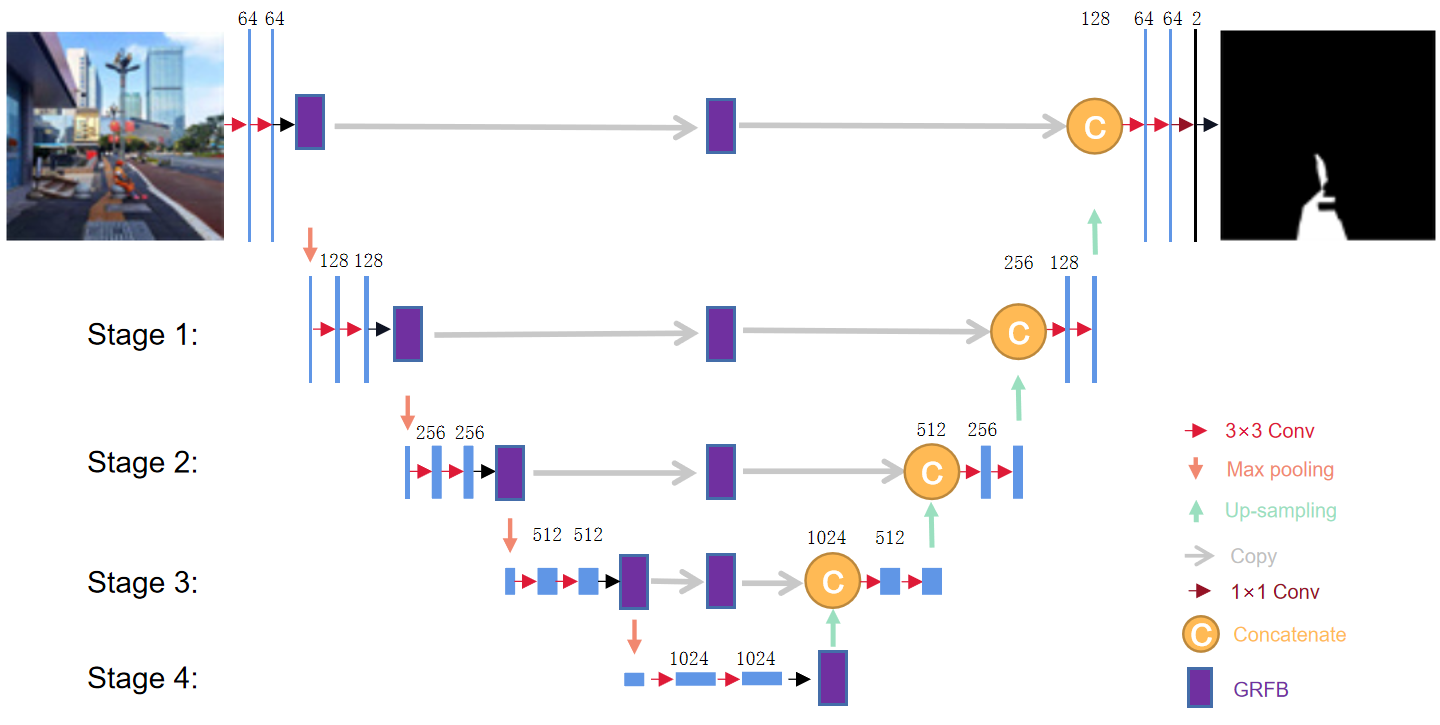 64 64
128
64 64 2
C
128 128
256
128
Stage 1:
C
256 256
512
256
Stage 2:
C
512 512
1024
512
Stage 3:
C
1024
1024
Stage 4:
3×3 Conv
Max pooling
Up-sampling
Copy
1×1 Conv
C Concatenate
GRFB